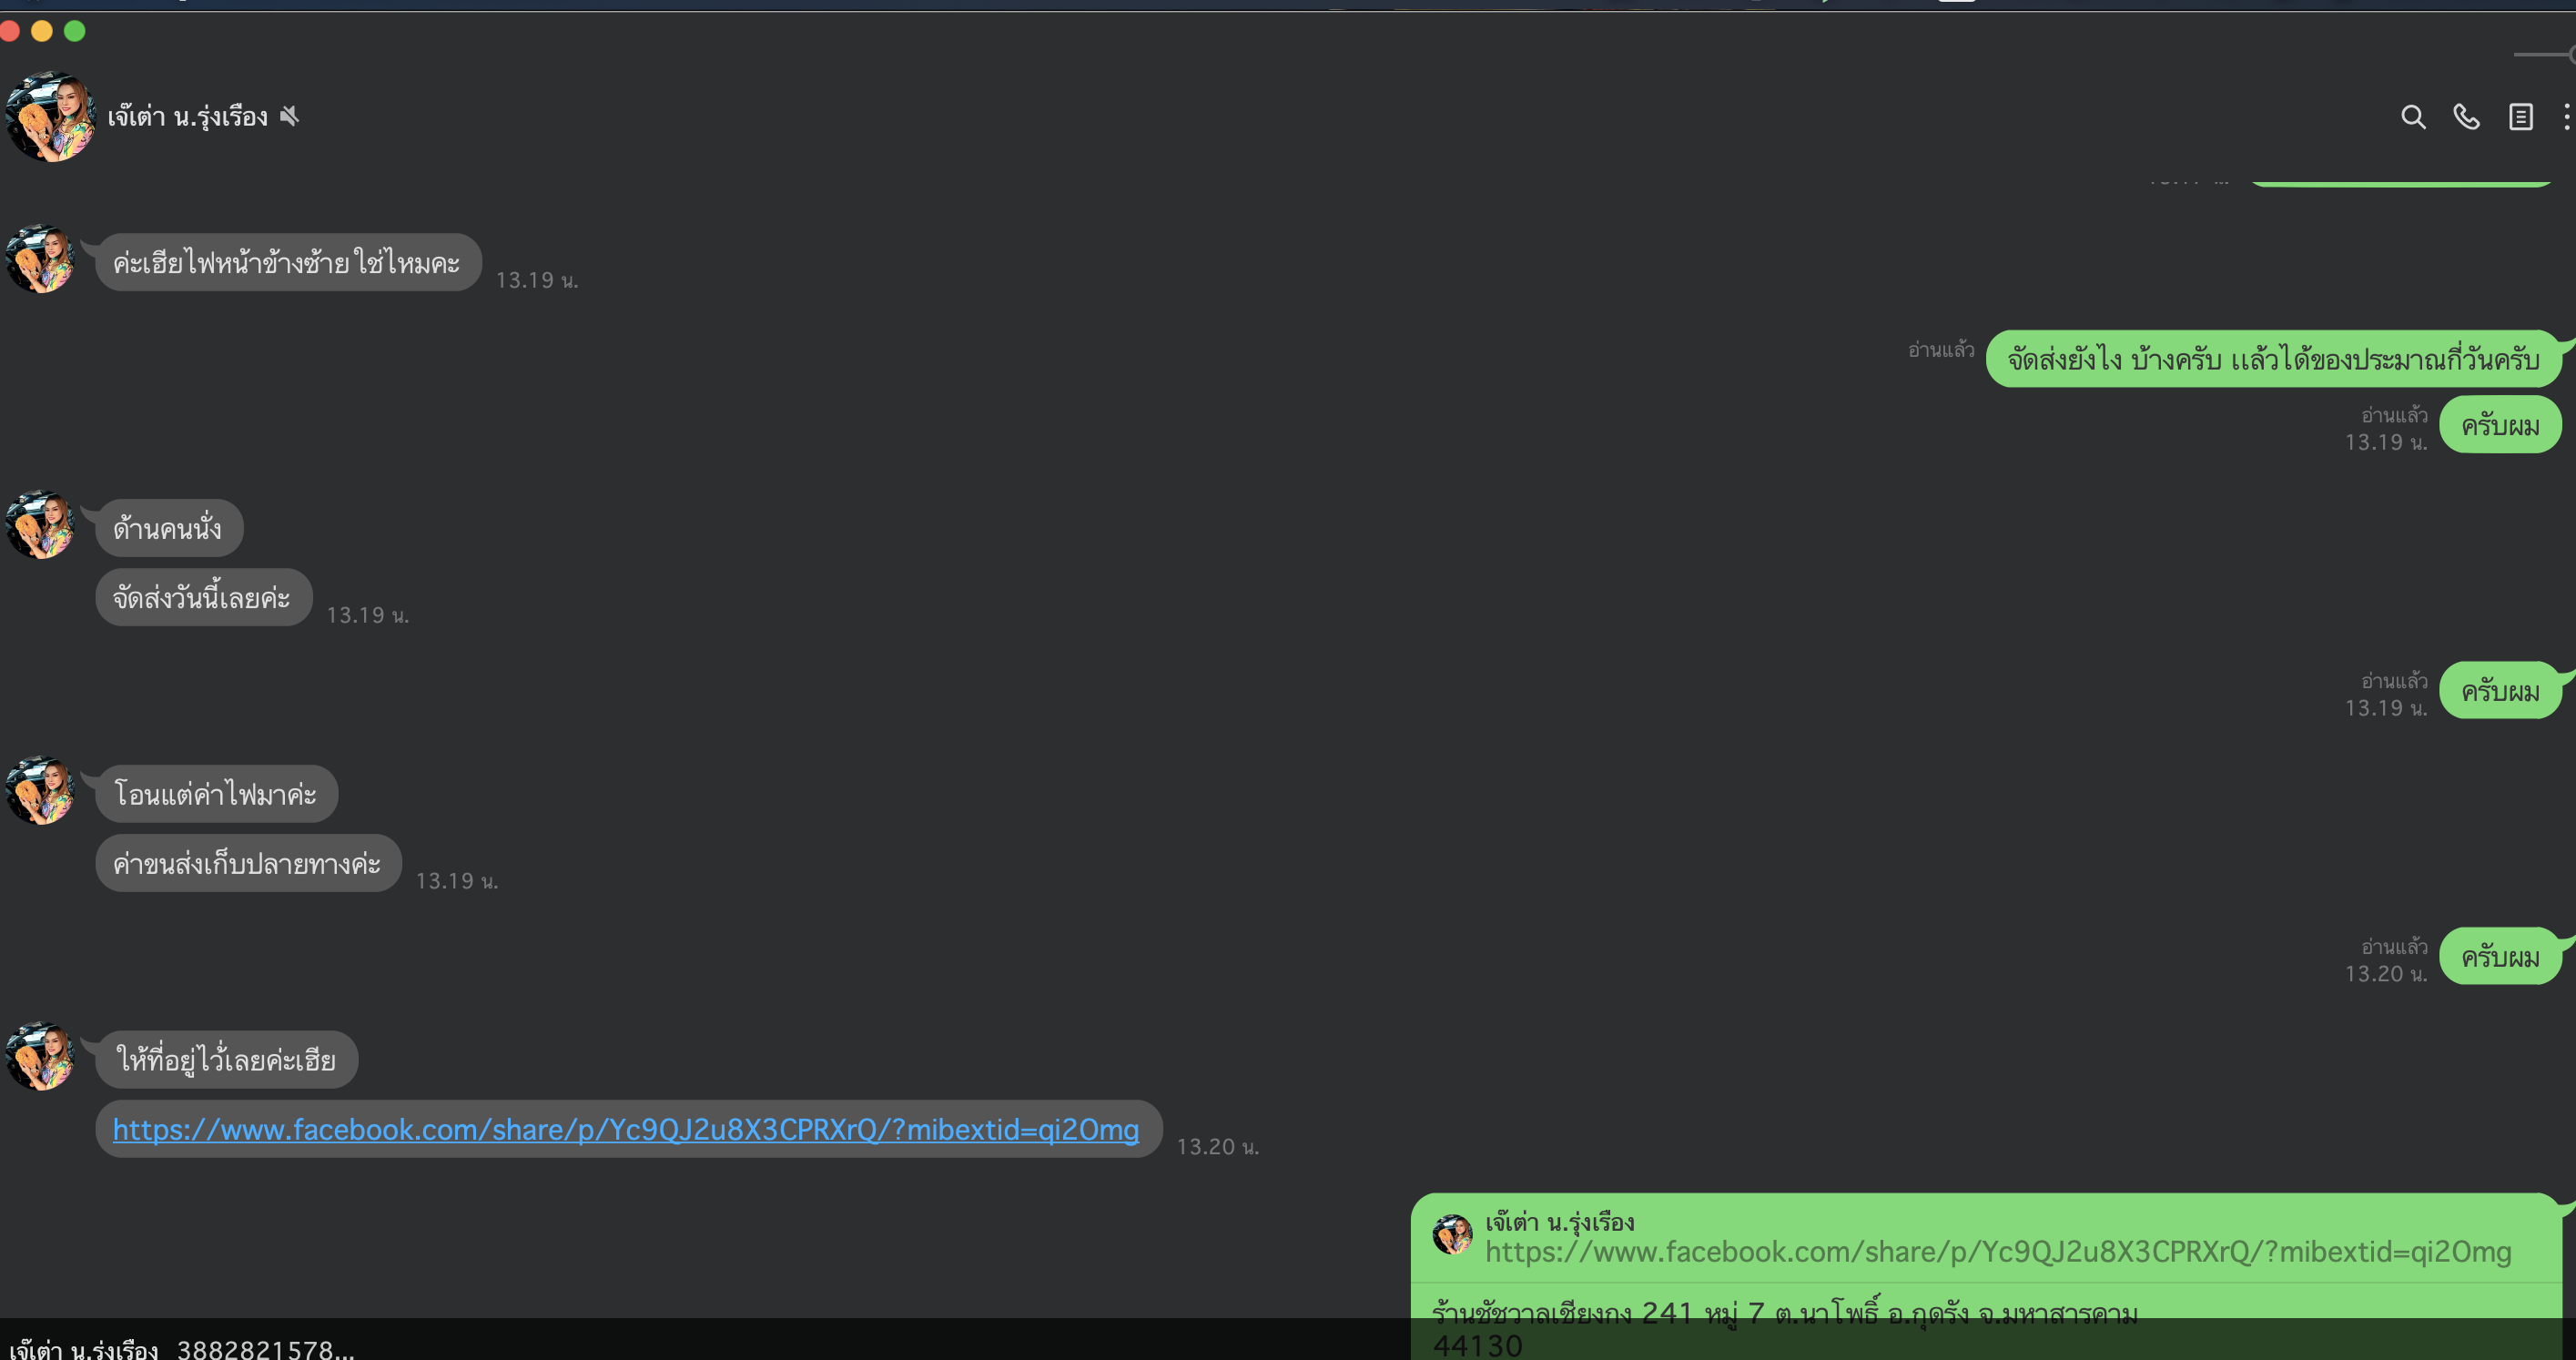 เจ๊เต่า น.รุ่งเรือง
ค่ะเฮียไฟหน้าข้างซ้าย ใช่ไหมคะ
13.19 น.
อ่านแล้ว
จัดส่งยังไง บ้างครับ แล้วได้ของประมาณกี่วันครับ
อ่านแล้ว
13.19 น.
ครับผม
ด้านคนนั่ง
จัดส่งวันนี้เลยค่ะ
13.19 น.
อ่านแล้ว
13.19 น.
ครับผม
โอนแต่ค่าไฟมาค่ะ
ค่าขนส่งเก็บปลายทางค่ะ
13.19 น.
อ่านแล้ว
13.20 น.
ครับผม
ให้ที่อยู่ไว้เลยค่ะเฮีย
https://www.facebook.com/share/p/Yc9QJ2u8X3CPRXrQ/?mibextid=qi2Omg
13.20 น.
เจ๊เต่า น.รุ่งเรือง
https://www.facebook.com/share/p/Yc9QJ2u8X3CPRXrQ/?mibextid=qi2Omg
ร้านชัชวาลเชียงกง 241 หมู่ 7 ต.นาโพธิ์ อ.กุดรัง จ.มหาสารคาม
44130
เจ๊เต่า น.รุ่งเรือง 3882821578...